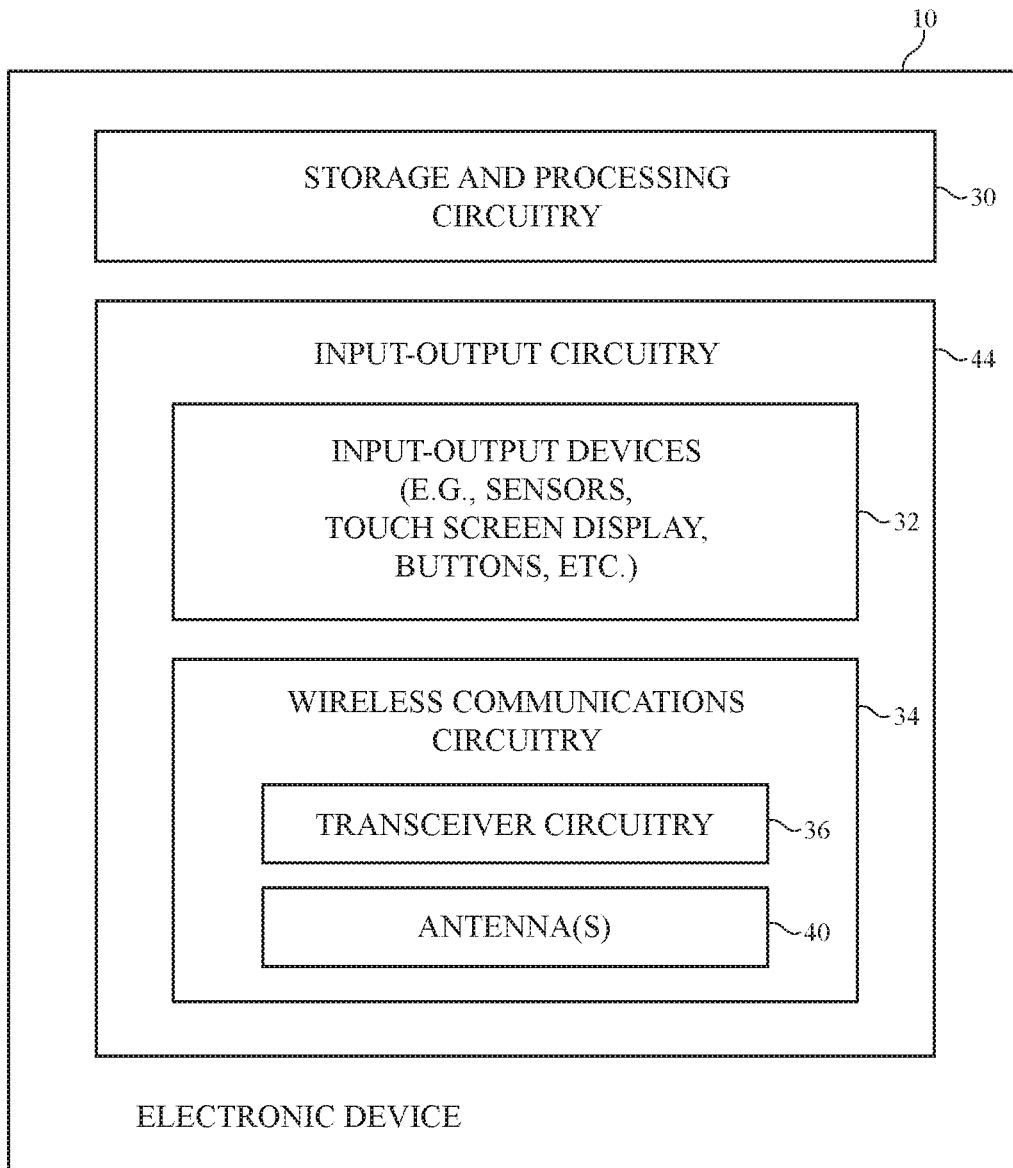 10
STORAGE AND PROCESSING
CIRCUITRY
30
INPUT-OUTPUT CIRCUITRY
44
INPUT-OUTPUT DEVICES
(E.G., SENSORS,
TOUCH SCREEN DISPLAY,
BUTTONS, ETC.)
32
WIRELESS COMMUNICATIONS
CIRCUITRY
34
TRANSCEIVER CIRCUITRY
36
ANTENNA(S)
40
ELECTRONIC DEVICE